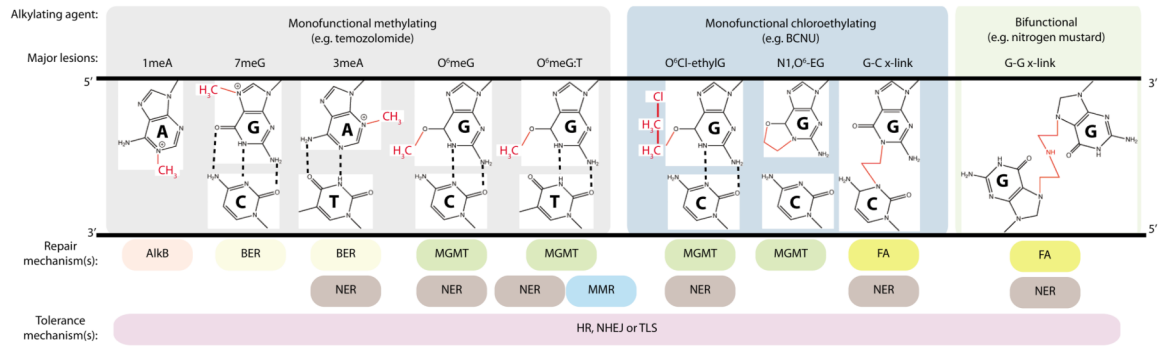 Alkylating agent:
Monofunctional methylating
(e.g. temozolomide)
Monofunctional chloroethylating
(e.g. BCNU)
Bifunctional
(e.g. nitrogen mustard)
Major lesions:
1meA
7meG
3meA
O⁶meG
O⁶meG:T
O⁶Cl-ethylG
N1,O⁶-EG
G-C x-link
G-G x-link
5’
3’
A
G
A
G
G
G
G
G
G
G
C
T
C
T
C
C
C
H₃C
CH₃
CH₃
H₃C
H₃C
Cl
H₃C
H₃C
NH
3’
5’
Repair
mechanism(s):
AlkB
BER
BER
MGMT
MGMT
MGMT
MGMT
FA
FA
NER
NER
NER
MMR
NER
NER
NER
Tolerance
mechanism(s):
HR, NHEJ or TLS